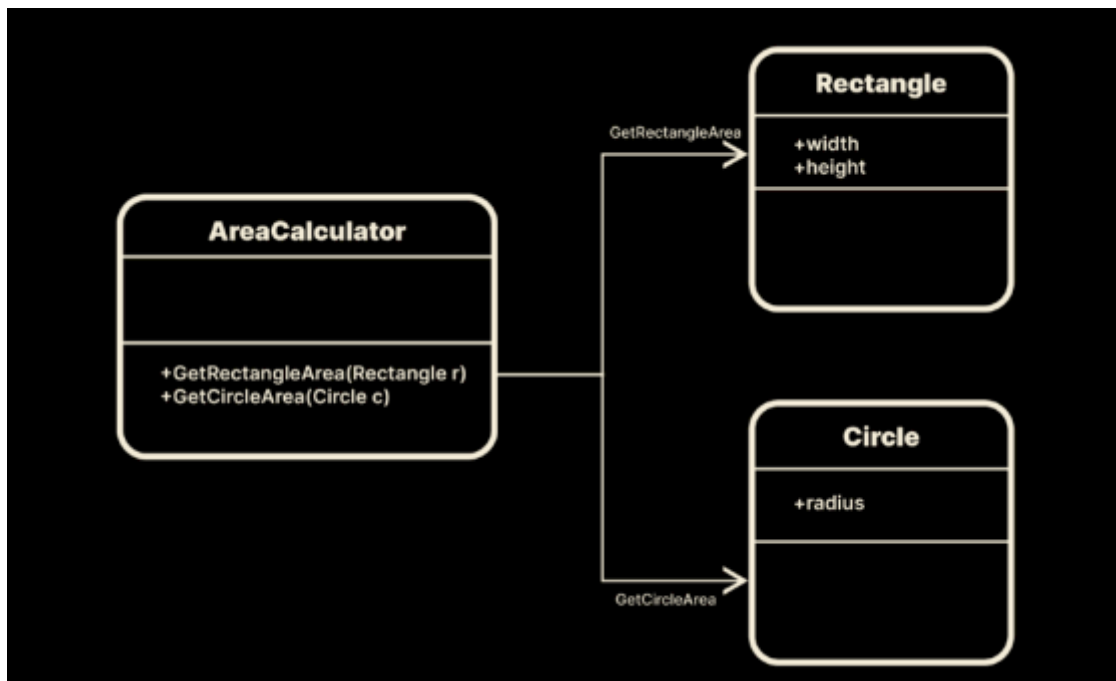 AreaCalculator
+GetRectangleArea(Rectangle r)
+GetCircleArea(Circle c)
GetRectangleArea
Rectangle
+width
+height
GetCircleArea
Circle
+radius